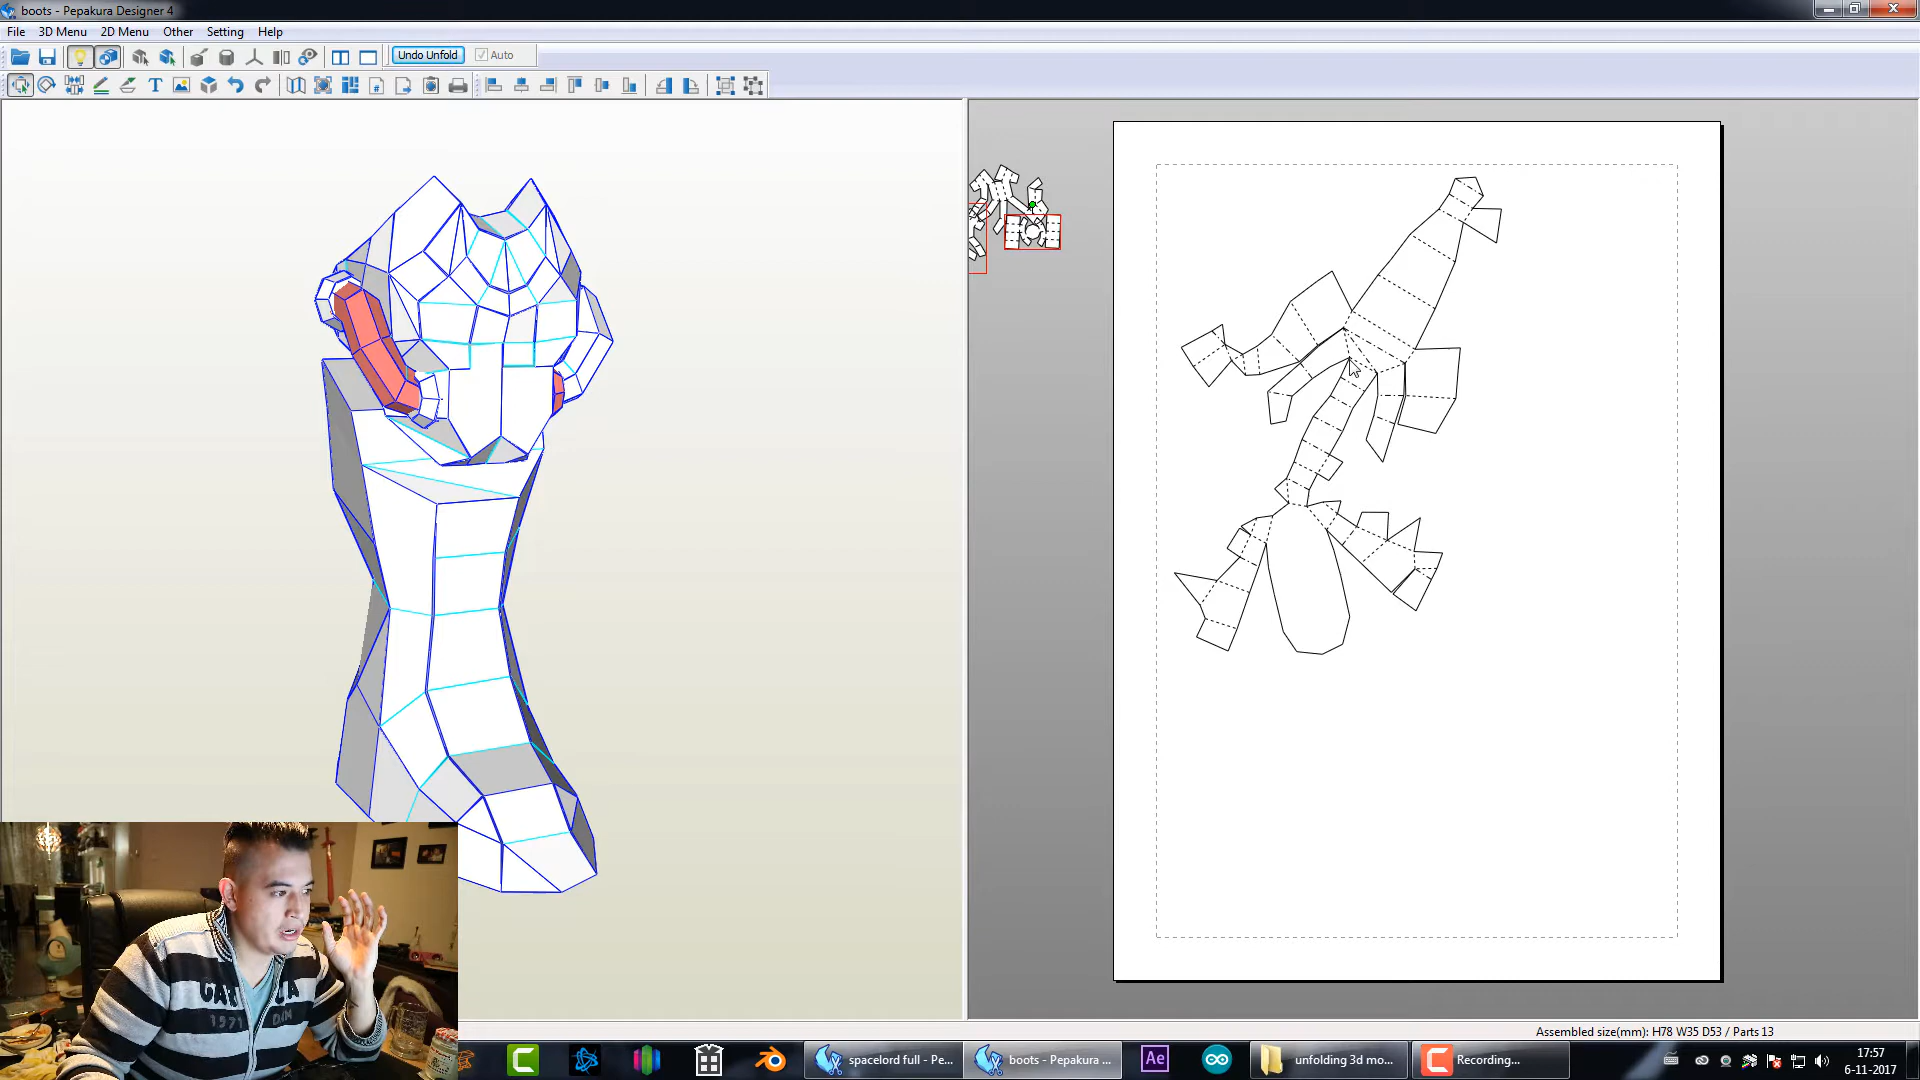 boots - Pepakura Designer 4
File 3D Menu 2D Menu Other Setting Help
Undo Unfold Auto
Assembled size(mm): H78 W35 D53 / Parts 13
1571
spacelord full - Pe...
boots - Pepakura ...
Ae
unfolding 3d mo...
Recording...
17:57
6-11-2017